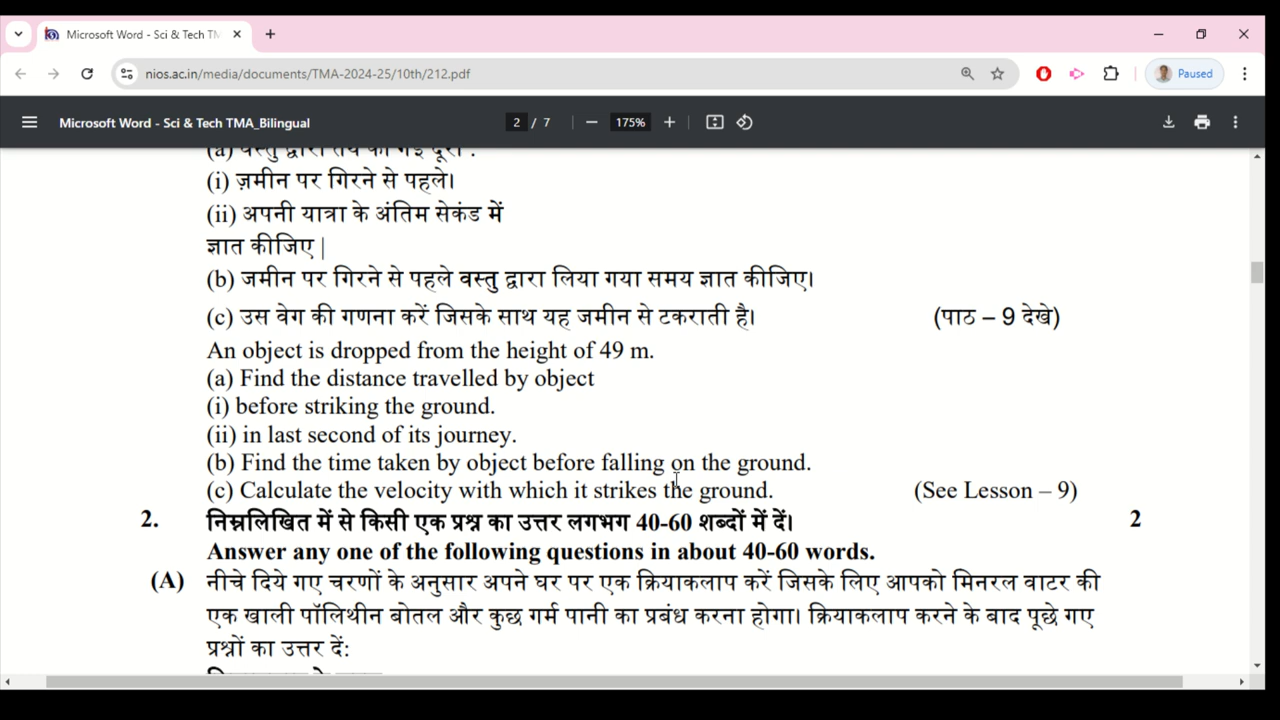 Microsoft Word - Sci & Tech TM
nios.ac.in/media/documents/TMA-2024-25/10th/212.pdf
Paused
Microsoft Word - Sci & Tech TMA_Bilingual
2 / 7
175%
(a) वस्तु द्वारा तय की गई दूरी :
(i) ज़मीन पर गिरने से पहले।
(ii) अपनी यात्रा के अंतिम सेकंड में
ज्ञात कीजिए |
(b) जमीन पर गिरने से पहले वस्तु द्वारा लिया गया समय ज्ञात कीजिए।
(c) उस वेग की गणना करें जिसके साथ यह जमीन से टकराती है। (पाठ – 9 देखे)
An object is dropped from the height of 49 m.
(a) Find the distance travelled by object
(i) before striking the ground.
(ii) in last second of its journey.
(b) Find the time taken by object before falling on the ground.
(c) Calculate the velocity with which it strikes the ground. (See Lesson – 9)
2. निम्नलिखित में से किसी एक प्रश्न का उत्तर लगभग 40-60 शब्दों में दें। 2
Answer any one of the following questions in about 40-60 words.
(A) नीचे दिये गए चरणों के अनुसार अपने घर पर एक क्रियाकलाप करें जिसके लिए आपको मिनरल वाटर की
एक खाली पॉलिथीन बोतल और कुछ गर्म पानी का प्रबंध करना होगा। क्रियाकलाप करने के बाद पूछे गए
प्रश्नों का उत्तर दें: